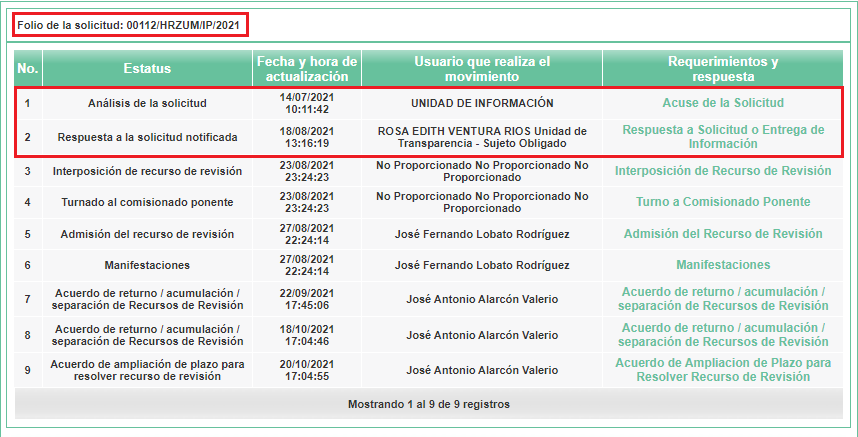 Folio de la solicitud: 00112/HRZUM/IP/2021
No. Estatus Fecha y hora de actualización Usuario que realiza el movimiento Requerimientos y respuesta
1 Análisis de la solicitud 14/07/2021 10:11:42 UNIDAD DE INFORMACIÓN Acuse de la Solicitud
2 Respuesta a la solicitud notificada 18/08/2021 13:16:19 ROSA EDITH VENTURA RIOS Unidad de Transparencia - Sujeto Obligado Respuesta a Solicitud o Entrega de Información
3 Interposición de recurso de revisión 23/08/2021 23:24:23 No Proporcionado No Proporcionado No Proporcionado Interposición de Recurso de Revisión
4 Turnado al comisionado ponente 23/08/2021 23:24:23 No Proporcionado No Proporcionado No Proporcionado Turno a Comisionado Ponente
5 Admisión del recurso de revisión 27/08/2021 22:24:14 José Fernando Lobato Rodríguez Admisión del Recurso de Revisión
6 Manifestaciones 27/08/2021 22:24:14 José Fernando Lobato Rodríguez Manifestaciones
7 Acuerdo de returno / acumulación / separación de Recursos de Revisión 22/09/2021 17:45:06 José Antonio Alarcón Valerio Acuerdo de returno / acumulación / separación de Recursos de Revisión
8 Acuerdo de returno / acumulación / separación de Recursos de Revisión 18/10/2021 17:04:46 José Antonio Alarcón Valerio Acuerdo de returno / acumulación / separación de Recursos de Revisión
9 Acuerdo de ampliación de plazo para resolver recurso de revisión 20/10/2021 17:04:55 José Antonio Alarcón Valerio Acuerdo de Ampliacion de Plazo para Resolver Recurso de Revisión
Mostrando 1 al 9 de 9 registros